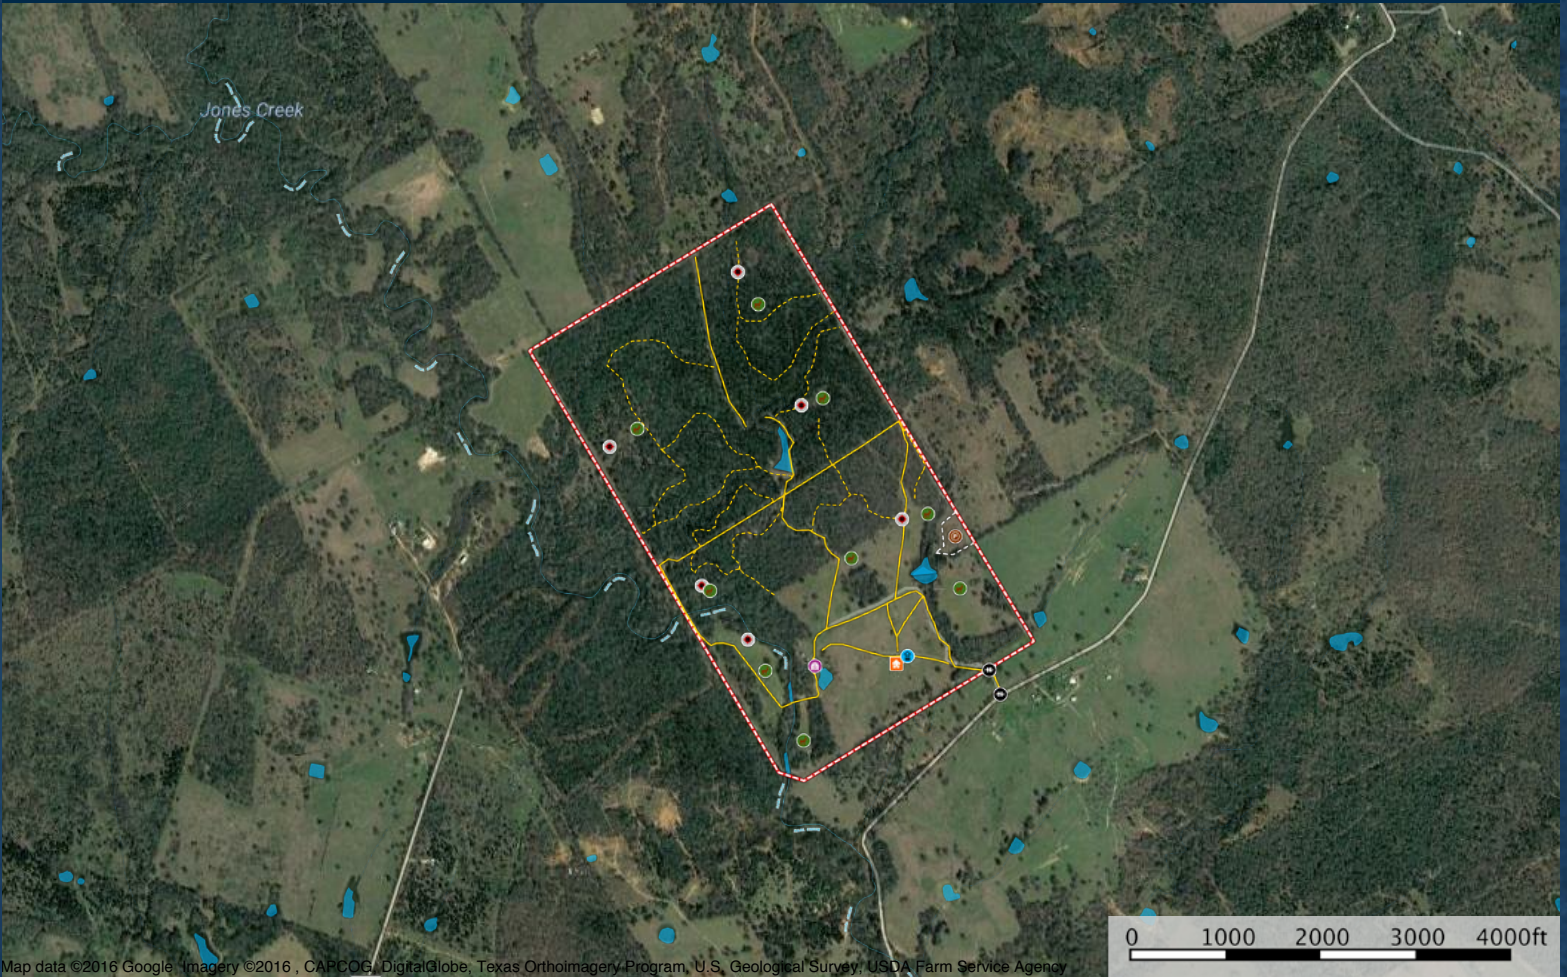 Jones Creek
0 1000 2000 3000 4000ft
Map data ©2016 Google Imagery ©2016 , CAPCOG, DigitalGlobe, Texas Orthoimagery Program, U.S. Geological Survey, USDA Farm Service Agency